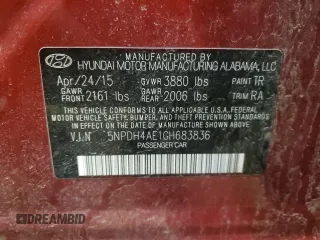 MANUFACTURED BY
HYUNDAI MOTOR MANUFACTURING ALABAMA, LLC
Apr/24/15 GVWR 3880 lbs PAINT TR
GAWR FRONT 2161 lbs GAWR REAR 2006 lbs TRIM RA
THIS VEHICLE CONFORMS TO ALL APPLICABLE
FEDERAL MOTOR VEHICLE SAFETY, BUMPER, AND THEFT
PREVENTION STANDARDS IN EFFECT ON THE DATE OF
MANUFACTURE SHOWN ABOVE.
V.I.N 5NPDH4AE1GH683836
PASSENGER CAR
DREAMBID